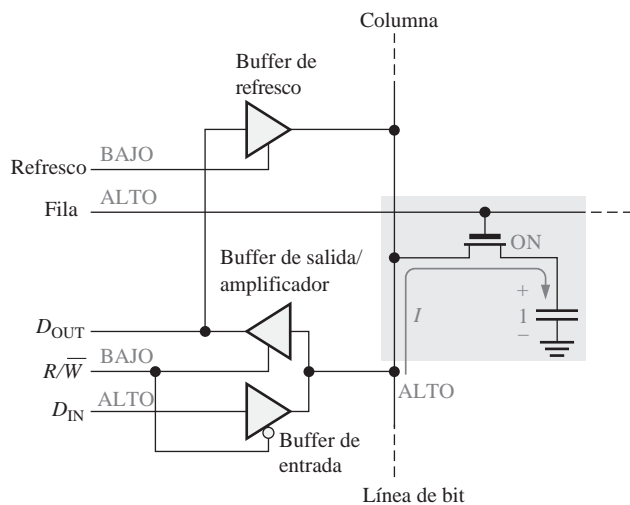 Columna
Buffer de
refresco
BAJO
Refresco
ALTO
Fila
ON
Buffer de salida/
amplificador
+
I
1
−
D_OUT
BAJO
R/W̅
ALTO
ALTO
D_IN
Buffer de
entrada
Línea de bit